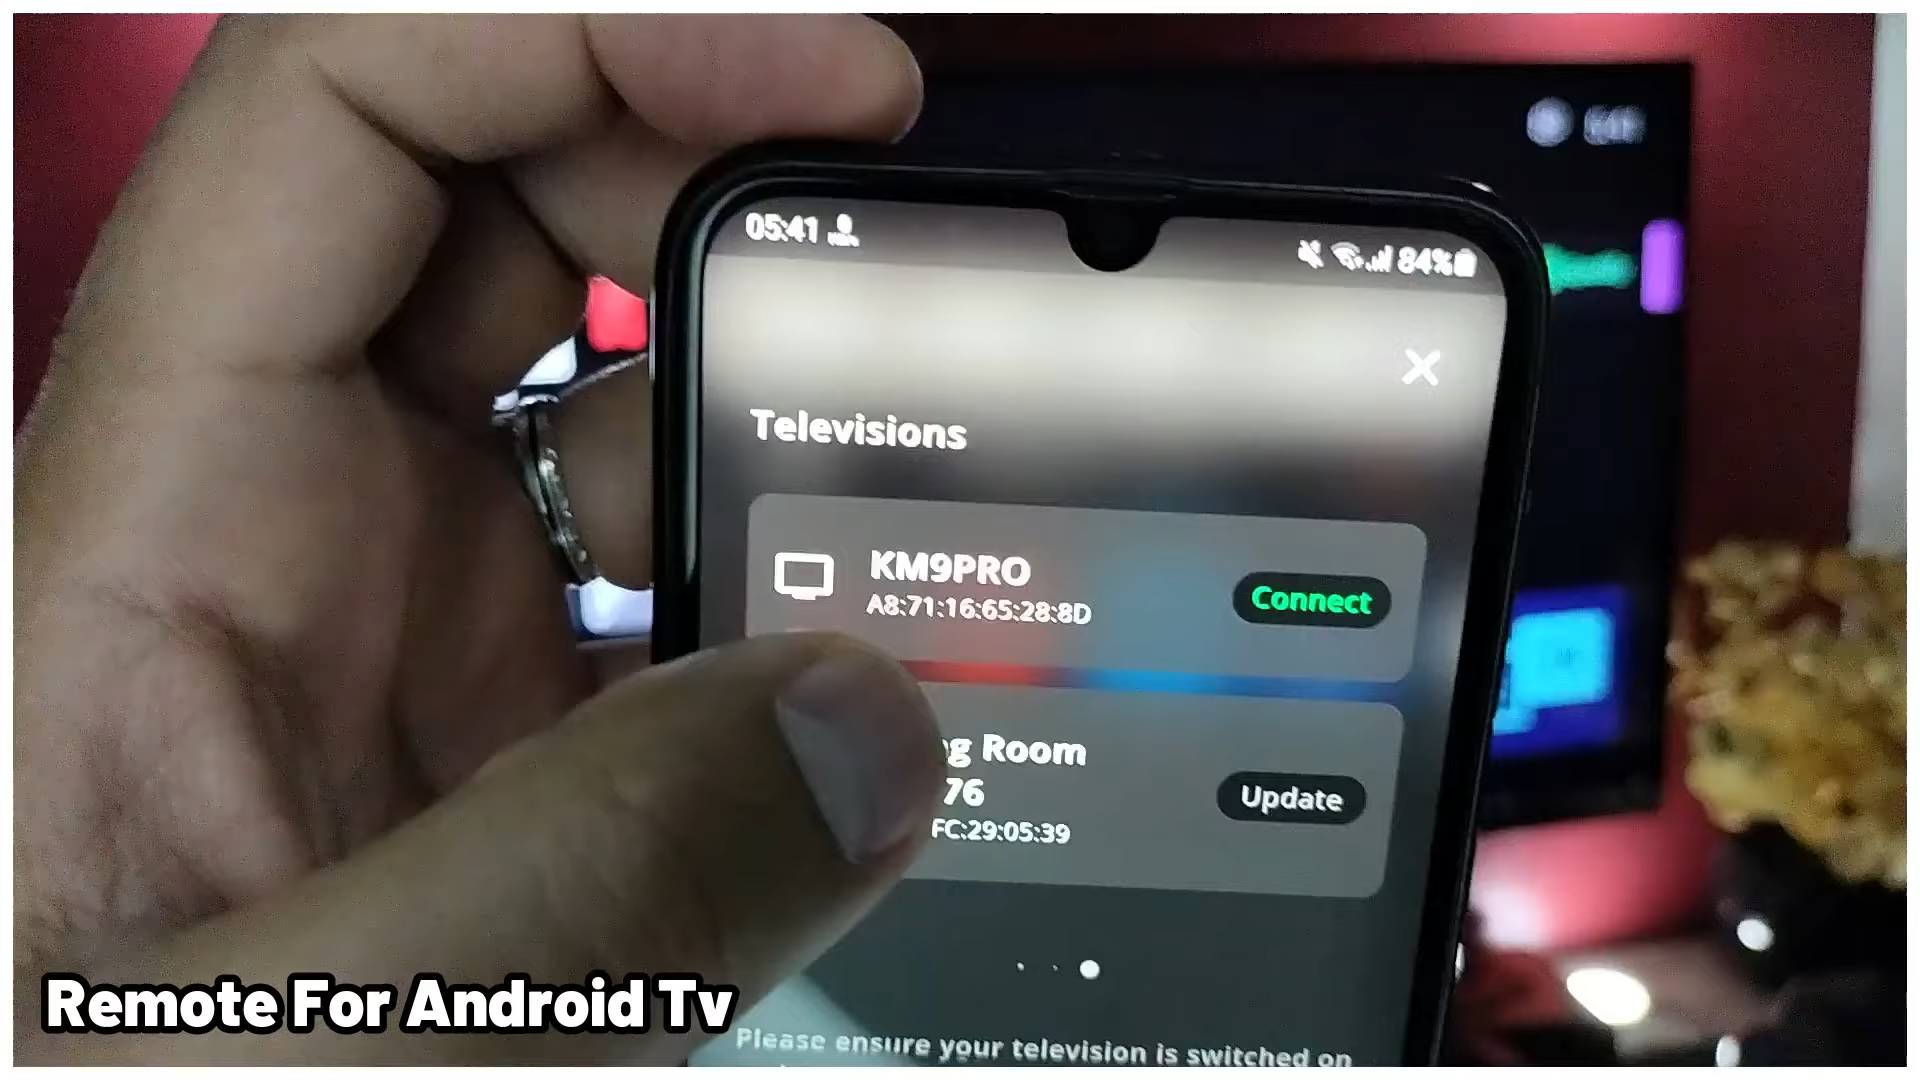 05:41
84%
Televisions
KM9PRO
A8:71:16:65:28:8D
Connect
Room
76
Update
FC:29:05:39
Remote For Android Tv
Please ensure your television is switched on